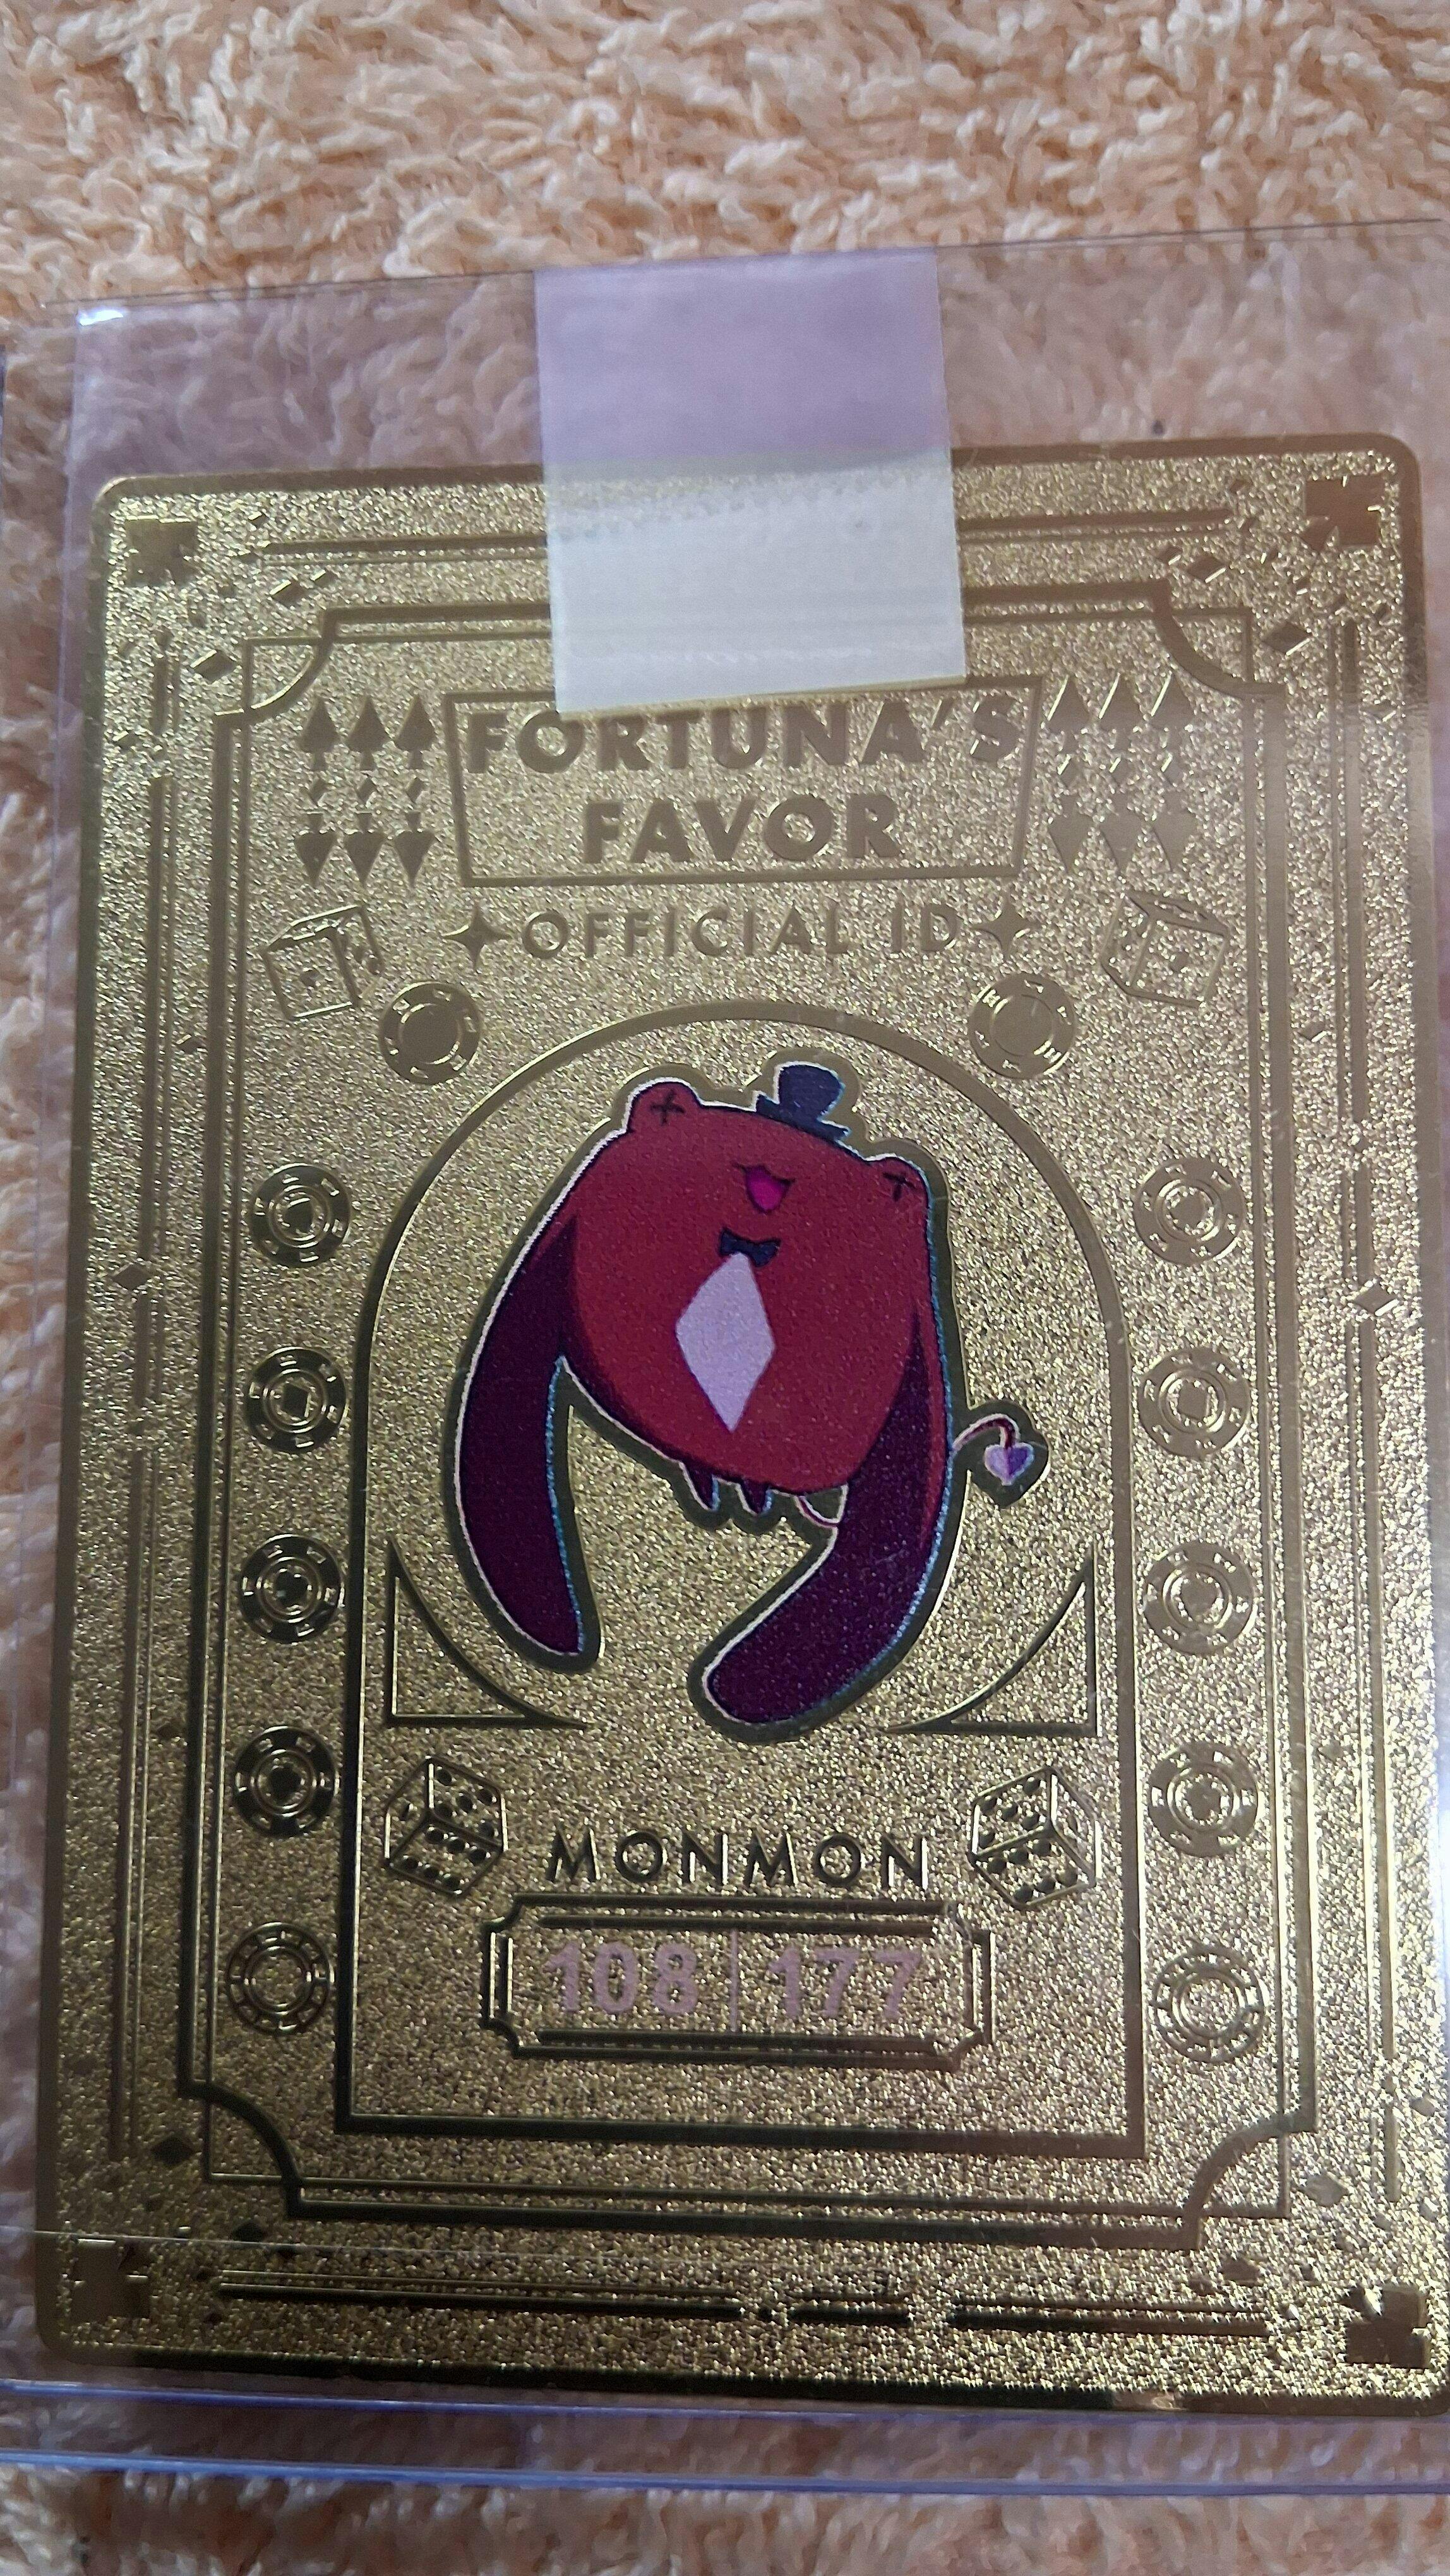 FORTUNA'S
FAVOR
OFFICIAL ID
MONMON
108|177